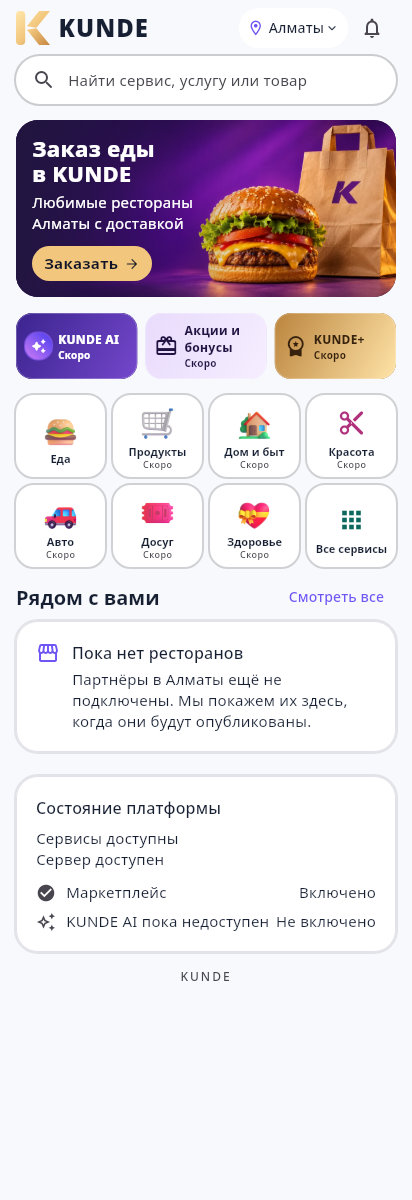 KUNDE
Алматы
Найти сервис, услугу или товар
Заказ еды
в KUNDE
Любимые рестораны
Алматы с доставкой
Заказать
KUNDE AI
Скоро
Акции и
бонусы
Скоро
KUNDE+
Скоро
Еда
Продукты
Скоро
Дом и быт
Скоро
Красота
Скоро
Авто
Скоро
Досуг
Скоро
Здоровье
Скоро
Все сервисы
Рядом с вами
Смотреть все
Пока нет ресторанов
Партнёры в Алматы ещё не
подключены. Мы покажем их здесь,
когда они будут опубликованы.
Состояние платформы
Сервисы доступны
Сервер доступен
Маркетплейс Включено
KUNDE AI пока недоступен Не включено
KUNDE